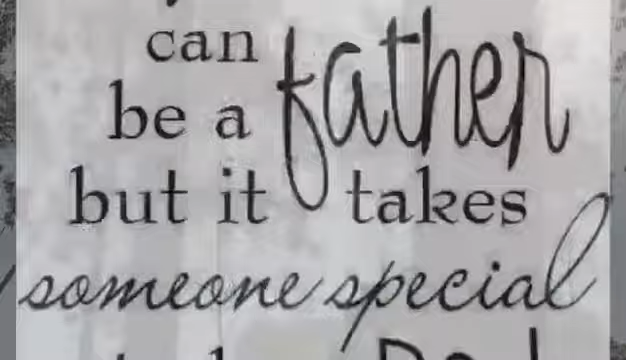 can
be a father
but it takes
someone special